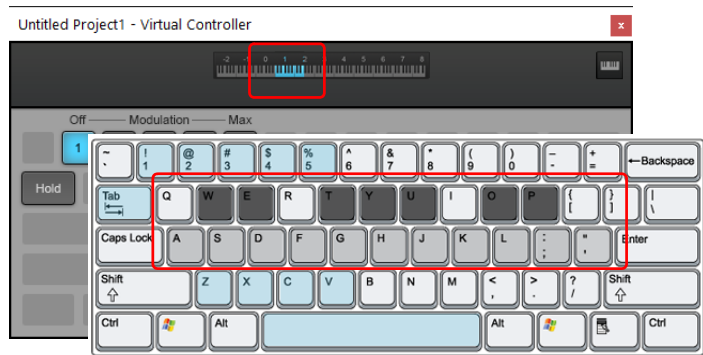 Untitled Project1 - Virtual Controller
x
-2 -1 0 1 2 3 4 5 6 7 8
Off Modulation Max
1
~ ! @ # $ % ^ & * ( ) _ +
` 1 2 3 4 5 6 7 8 9 0 - = ←Backspace
Hold
Tab Q W E R T Y U I O P { } |
[ ] \
Caps Lock A S D F G H J K L : " Enter
; '
Shift Z X C V B N M < > ? Shift
, . /
Ctrl Alt Alt Ctrl